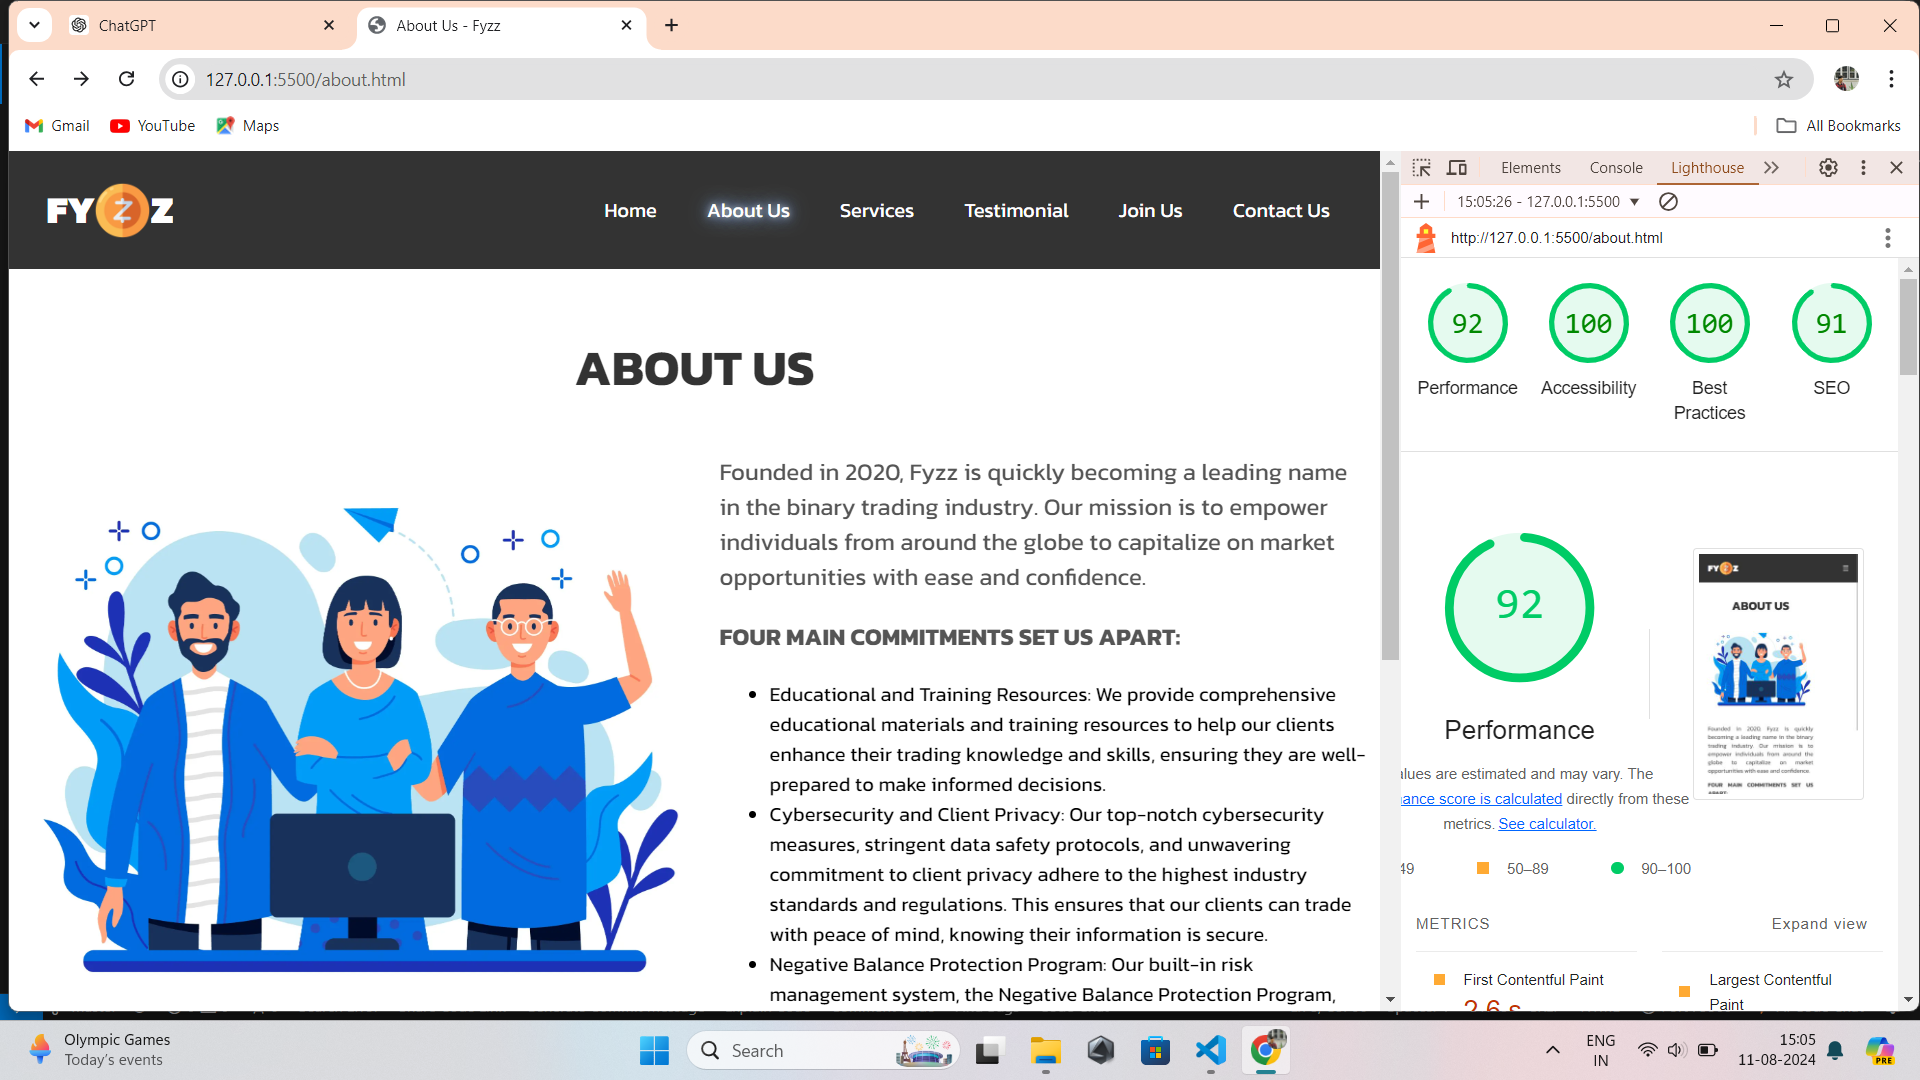 ChatGPT
About Us - Fyzz
127.0.0.1:5500/about.html
Gmail
YouTube
Maps
All Bookmarks
FYZZ
Home
About Us
Services
Testimonial
Join Us
Contact Us
ABOUT US
Founded in 2020, Fyzz is quickly becoming a leading name
in the binary trading industry. Our mission is to empower
individuals from around the globe to capitalize on market
opportunities with ease and confidence.
FOUR MAIN COMMITMENTS SET US APART:
Educational and Training Resources: We provide comprehensive
educational materials and training resources to help our clients
enhance their trading knowledge and skills, ensuring they are well-
prepared to make informed decisions.
Cybersecurity and Client Privacy: Our top-notch cybersecurity
measures, stringent data safety protocols, and unwavering
commitment to client privacy adhere to the highest industry
standards and regulations. This ensures that our clients can trade
with peace of mind, knowing their information is secure.
Negative Balance Protection Program: Our built-in risk
management system, the Negative Balance Protection Program,
Elements
Console
Lighthouse
15:05:26 - 127.0.0.1:5500
http://127.0.0.1:5500/about.html
92
100
100
91
Performance
Accessibility
Best
Practices
SEO
92
Performance
alues are estimated and may vary. The
ance score is calculated directly from these
metrics. See calculator.
49
50–89
90–100
FYZZ
ABOUT US
Founded in 2020, Fyzz is quickly
becoming a leading name in the binary
trading industry. Our mission is to
empower individuals from around the
globe to capitalize on market
opportunities with ease and confidence.
FOUR MAIN COMMITMENTS SET US
APART:
METRICS
Expand view
First Contentful Paint
2.6 s
Largest Contentful
Paint
Olympic Games
Today's events
Search
ENG
IN
15:05
11-08-2024
PRE